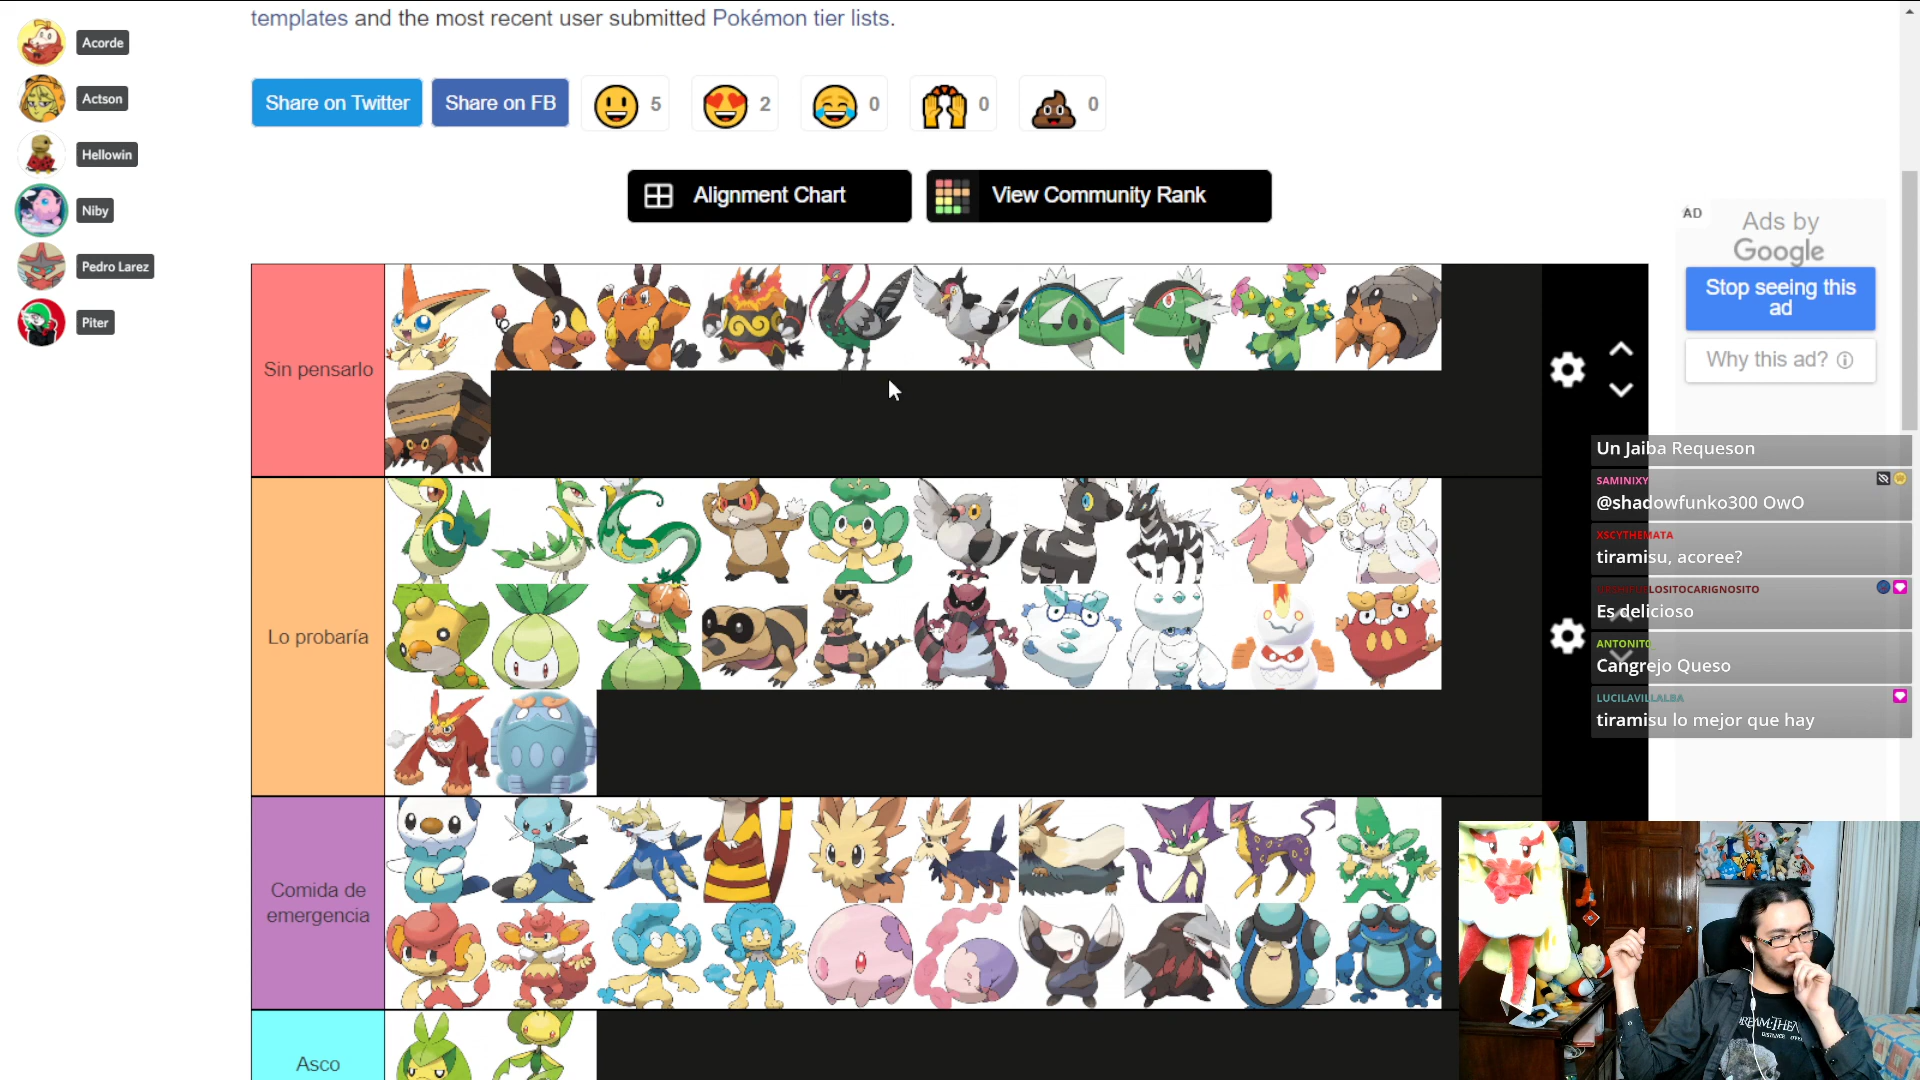 templates and the most recent user submitted Pokémon tier lists.
Acorde
Actson
Hellowin
Niby
Pedro Larez
Piter
Share on Twitter
Share on FB
5
2
0
0
0
Alignment Chart
View Community Rank
AD
Ads by
Google
Stop seeing this
ad
Why this ad?
Sin pensarlo
Lo probaría
Comida de
emergencia
Asco
Un Jaiba Requeson
SAMINIXY
@shadowfunko300 OwO
XSCYTHEMATA
tiramisu, acoree?
Es delicioso
ANTONITO
Cangrejo Queso
LUCILAVILLALBA
tiramisu lo mejor que hay